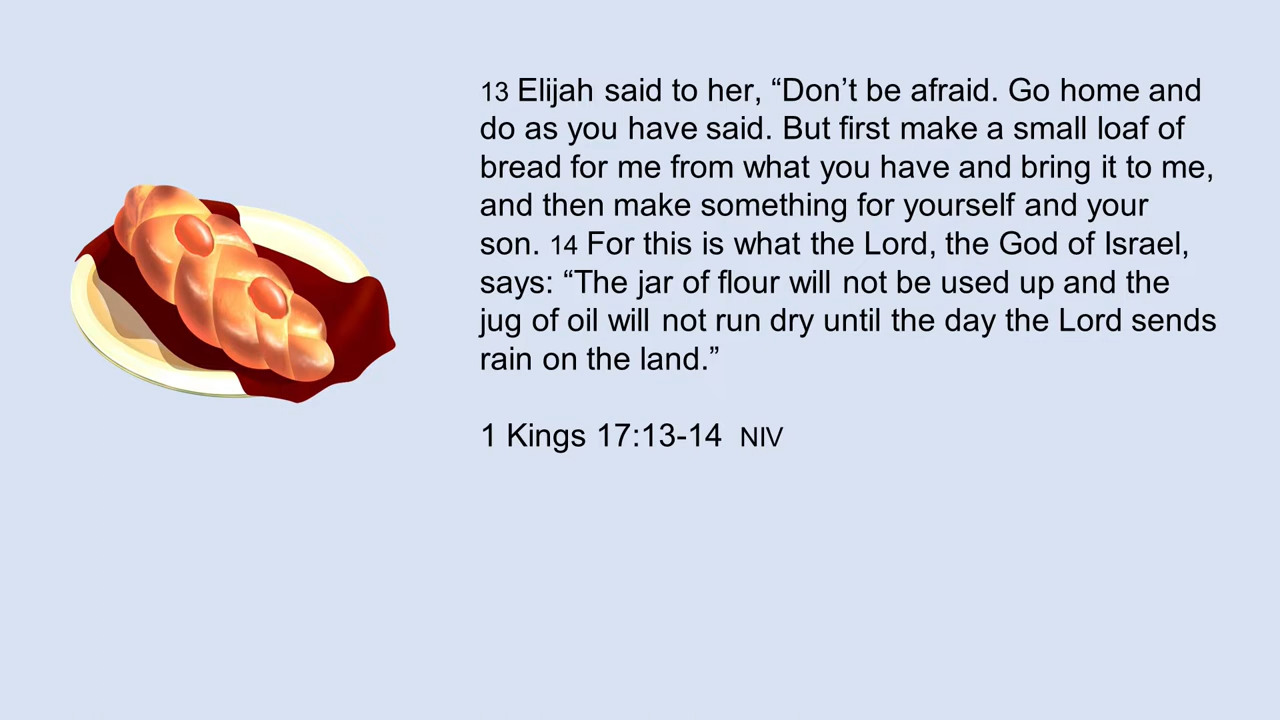 13 Elijah said to her, “Don’t be afraid. Go home and
do as you have said. But first make a small loaf of
bread for me from what you have and bring it to me,
and then make something for yourself and your
son. 14 For this is what the Lord, the God of Israel,
says: “The jar of flour will not be used up and the
jug of oil will not run dry until the day the Lord sends
rain on the land.”
1 Kings 17:13-14 NIV